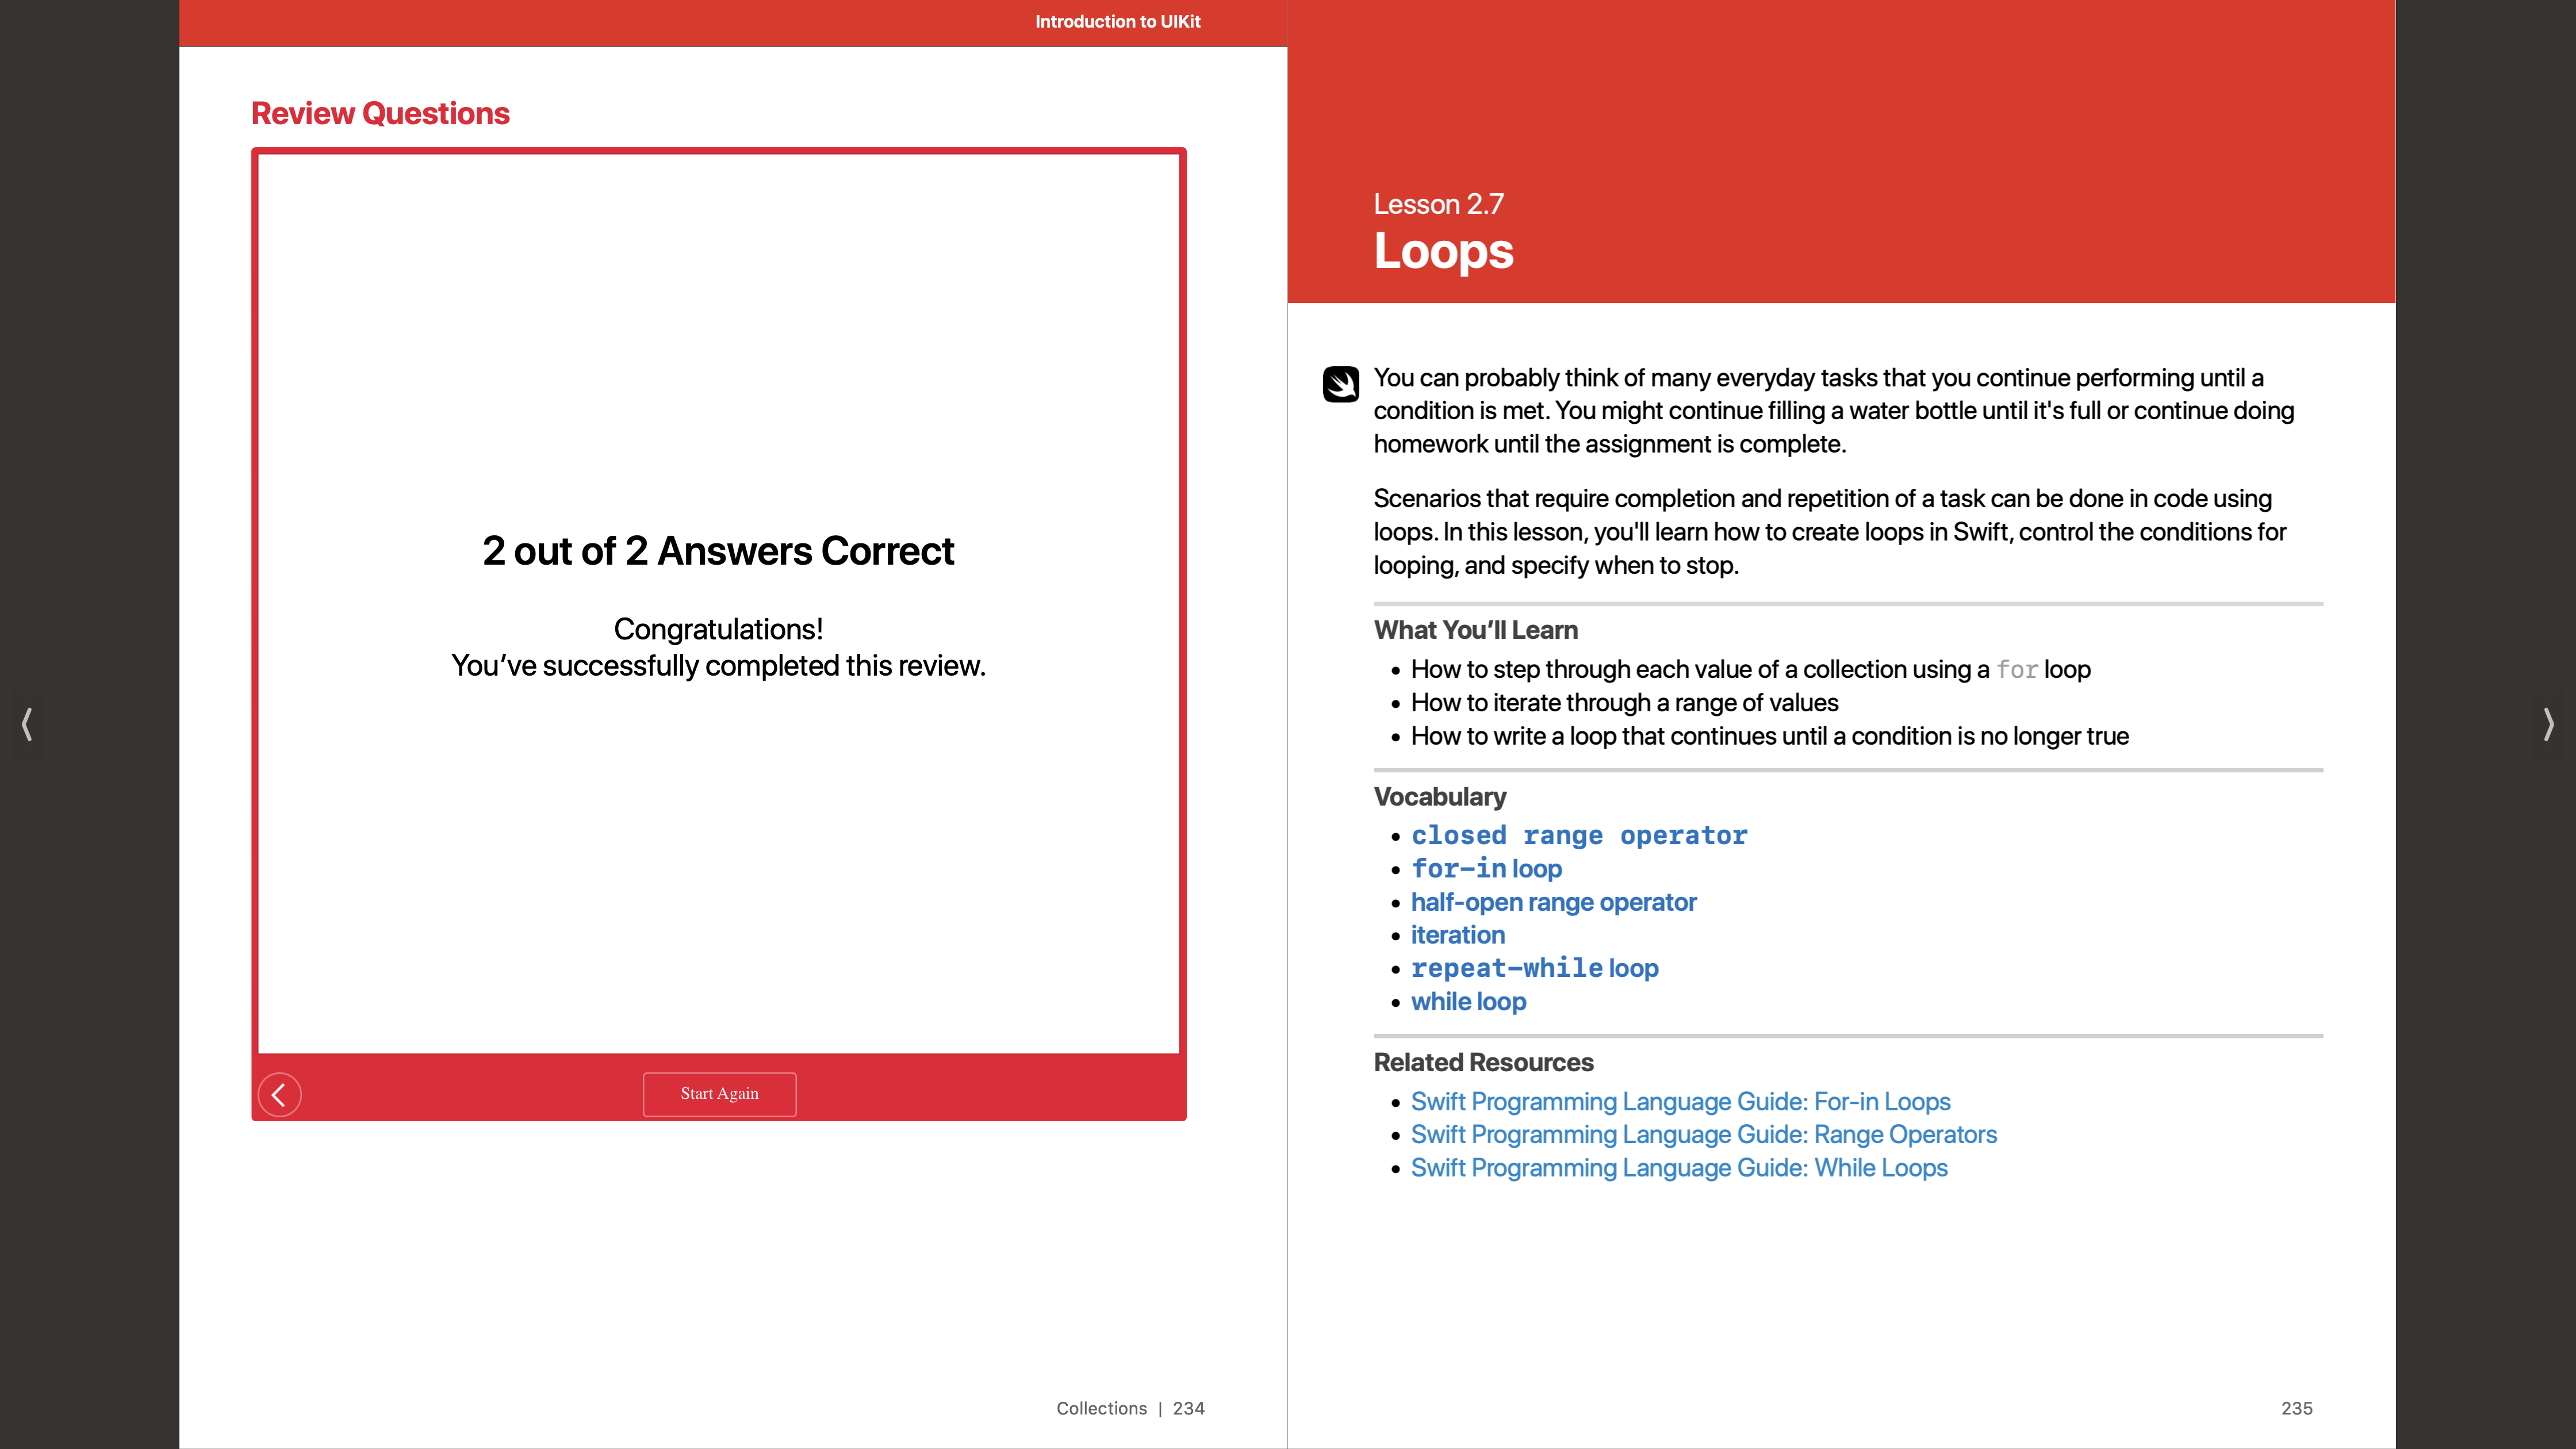 Introduction to UIKit
Review Questions
2 out of 2 Answers Correct
Congratulations!
You’ve successfully completed this review.
Start Again
Collections | 234
Lesson 2.7
Loops
You can probably think of many everyday tasks that you continue performing until a
condition is met. You might continue filling a water bottle until it's full or continue doing
homework until the assignment is complete.
Scenarios that require completion and repetition of a task can be done in code using
loops. In this lesson, you'll learn how to create loops in Swift, control the conditions for
looping, and specify when to stop.
What You’ll Learn
• How to step through each value of a collection using a for loop
• How to iterate through a range of values
• How to write a loop that continues until a condition is no longer true
Vocabulary
• closed range operator
• for-in loop
• half-open range operator
• iteration
• repeat-while loop
• while loop
Related Resources
• Swift Programming Language Guide: For-in Loops
• Swift Programming Language Guide: Range Operators
• Swift Programming Language Guide: While Loops
235